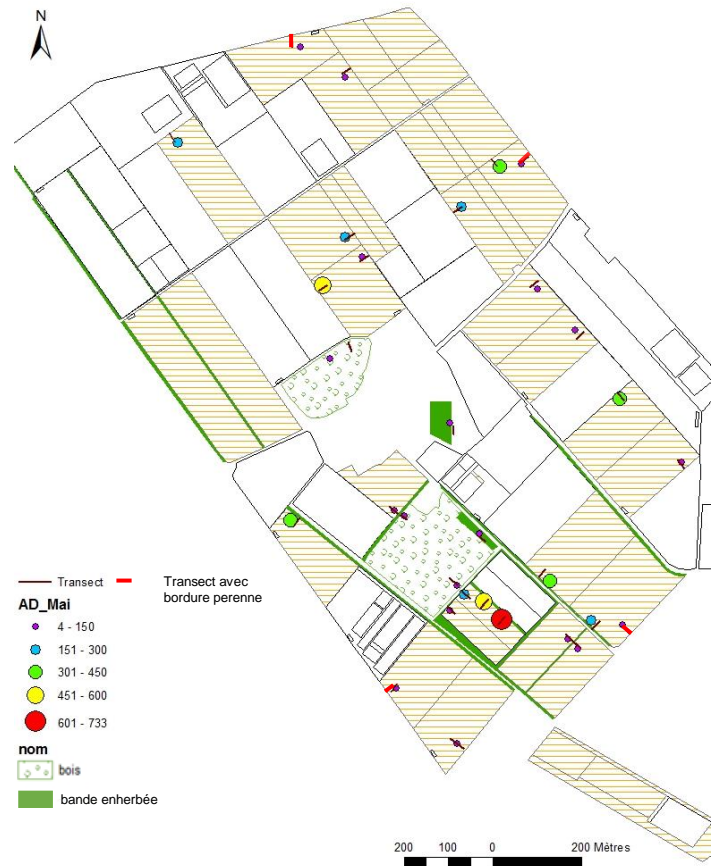 N
Transect
Transect avec
bordure perenne
AD_Mai
4 - 150
151 - 300
301 - 450
451 - 600
601 - 733
nom
bois
bande enherbée
200 100 0 200 Mètres